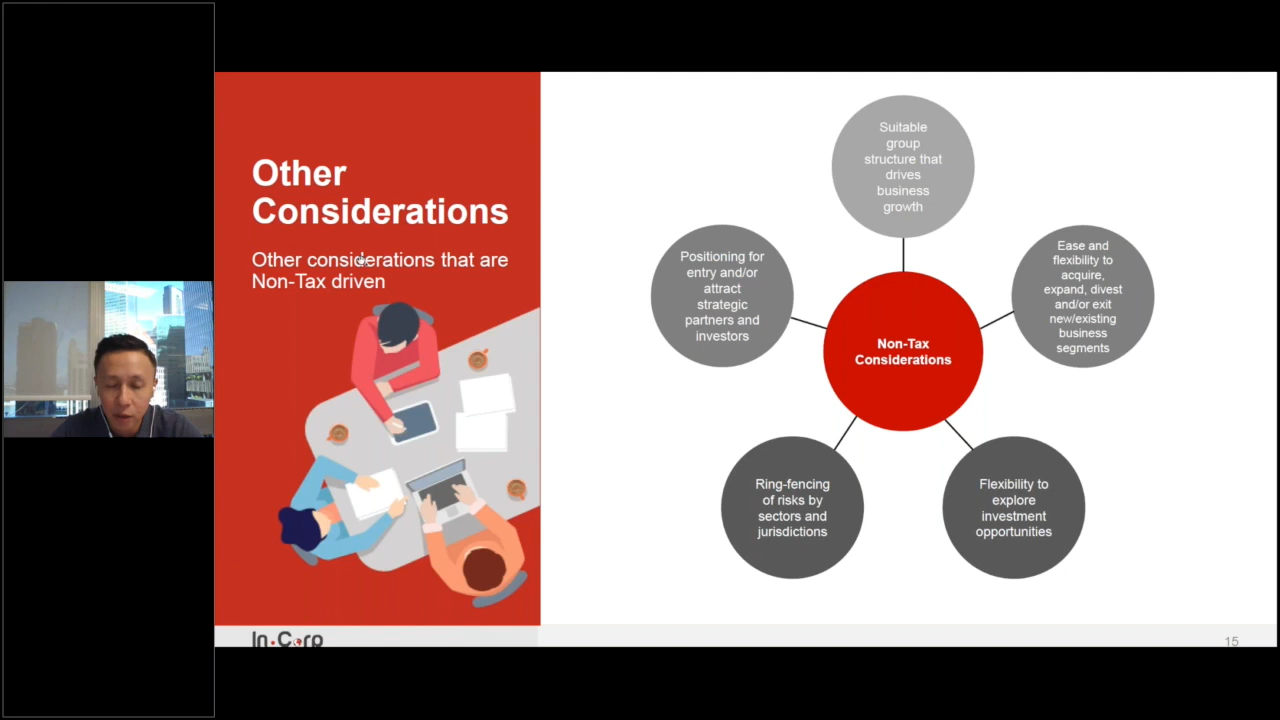 Other
Considerations
Other considerations that are
Non-Tax driven
Suitable
group
structure that
drives
business
growth
Positioning for
entry and/or
attract
strategic
partners and
investors
Ease and
flexibility to
acquire,
expand, divest
and/or exit
new/existing
business
segments
Non-Tax
Considerations
Ring-fencing
of risks by
sectors and
jurisdictions
Flexibility to
explore
investment
opportunities
In.Corp
15